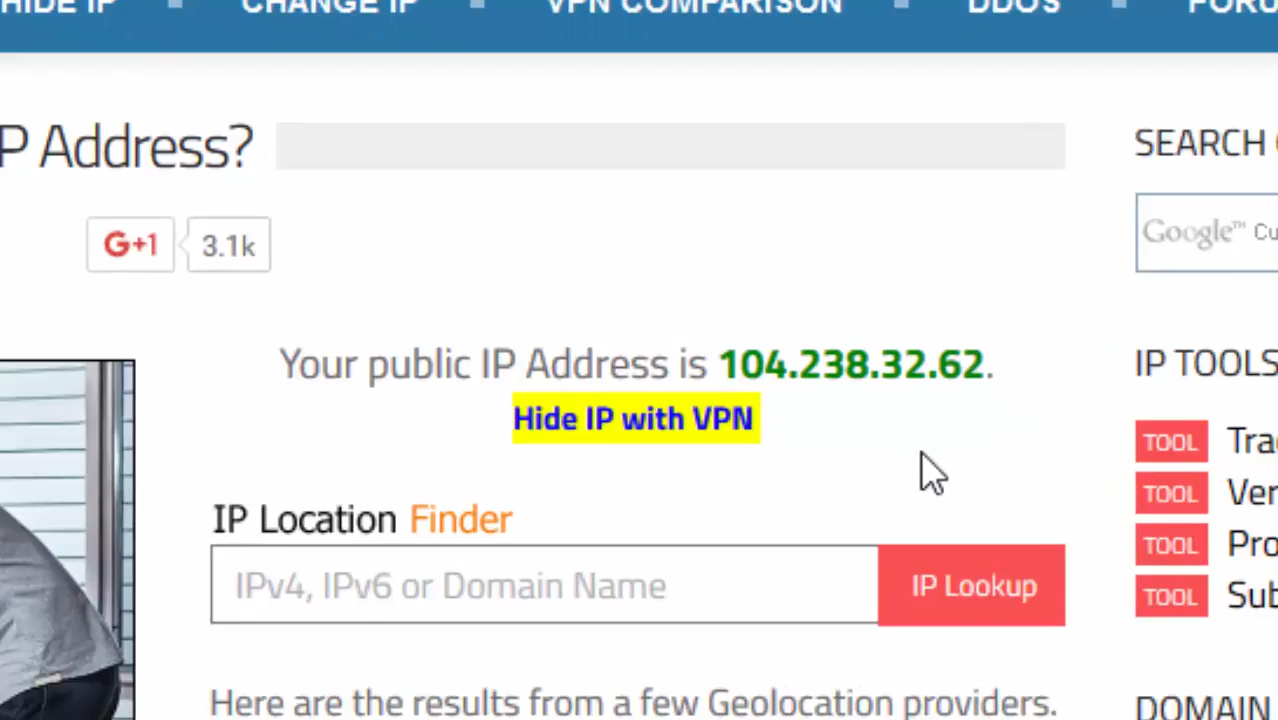 HIDE IP CHANGE IP VPN COMPARISON DDOS
P Address?
SEARCH
G+1 3.1k
Google™
Your public IP Address is 104.238.32.62.
IP TOOLS
Hide IP with VPN
TOOL
TOOL
IP Location Finder
TOOL
IPv4, IPv6 or Domain Name IP Lookup
TOOL
Here are the results from a few Geolocation providers.
DOMAIN